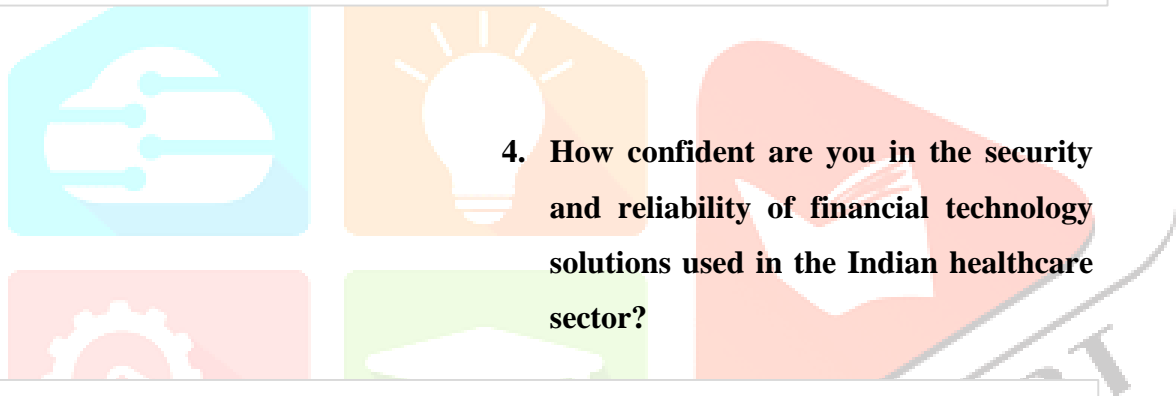 4. How confident are you in the security
and reliability of financial technology
solutions used in the Indian healthcare
sector?